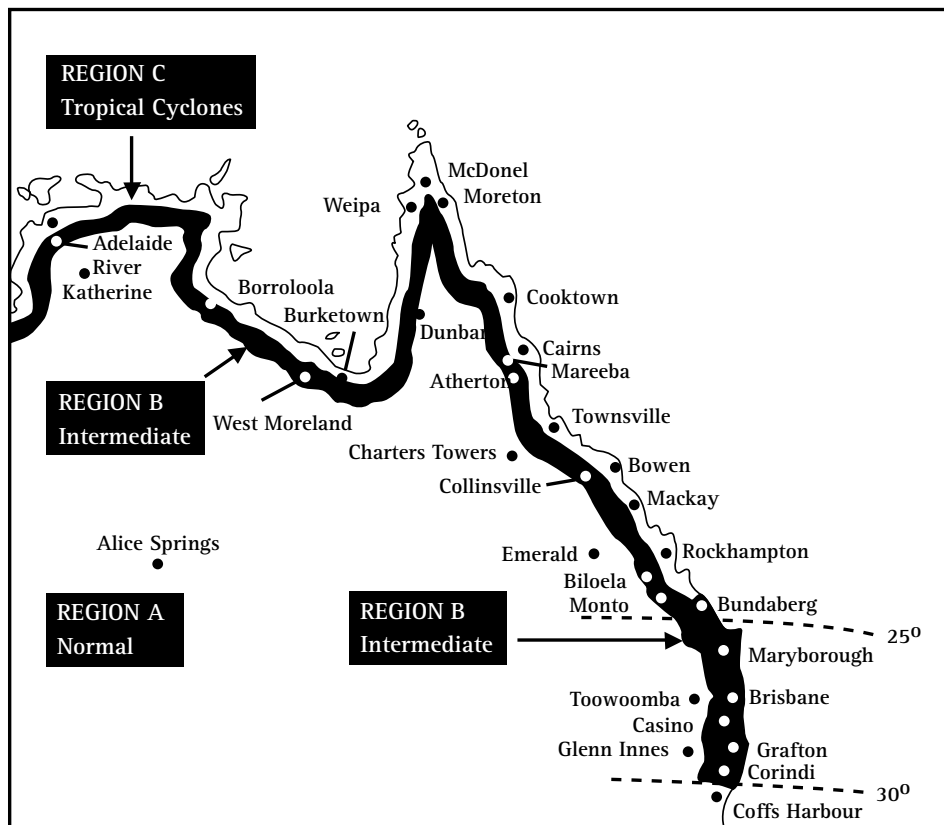 REGION C
Tropical Cyclones
McDonel
Moreton
Weipa
Adelaide
River
Katherine
Borroloola
Burketown
Cooktown
Dunbar
Cairns
Mareeba
Atherton
REGION B
Intermediate
West Moreland
Townsville
Charters Towers
Bowen
Collinsville
Mackay
Alice Springs
Emerald
Rockhampton
Biloela
Monto
Bundaberg
REGION A
Normal
REGION B
Intermediate
25⁰
Maryborough
Toowoomba
Brisbane
Casino
Glenn Innes
Grafton
Corindi
30⁰
Coffs Harbour